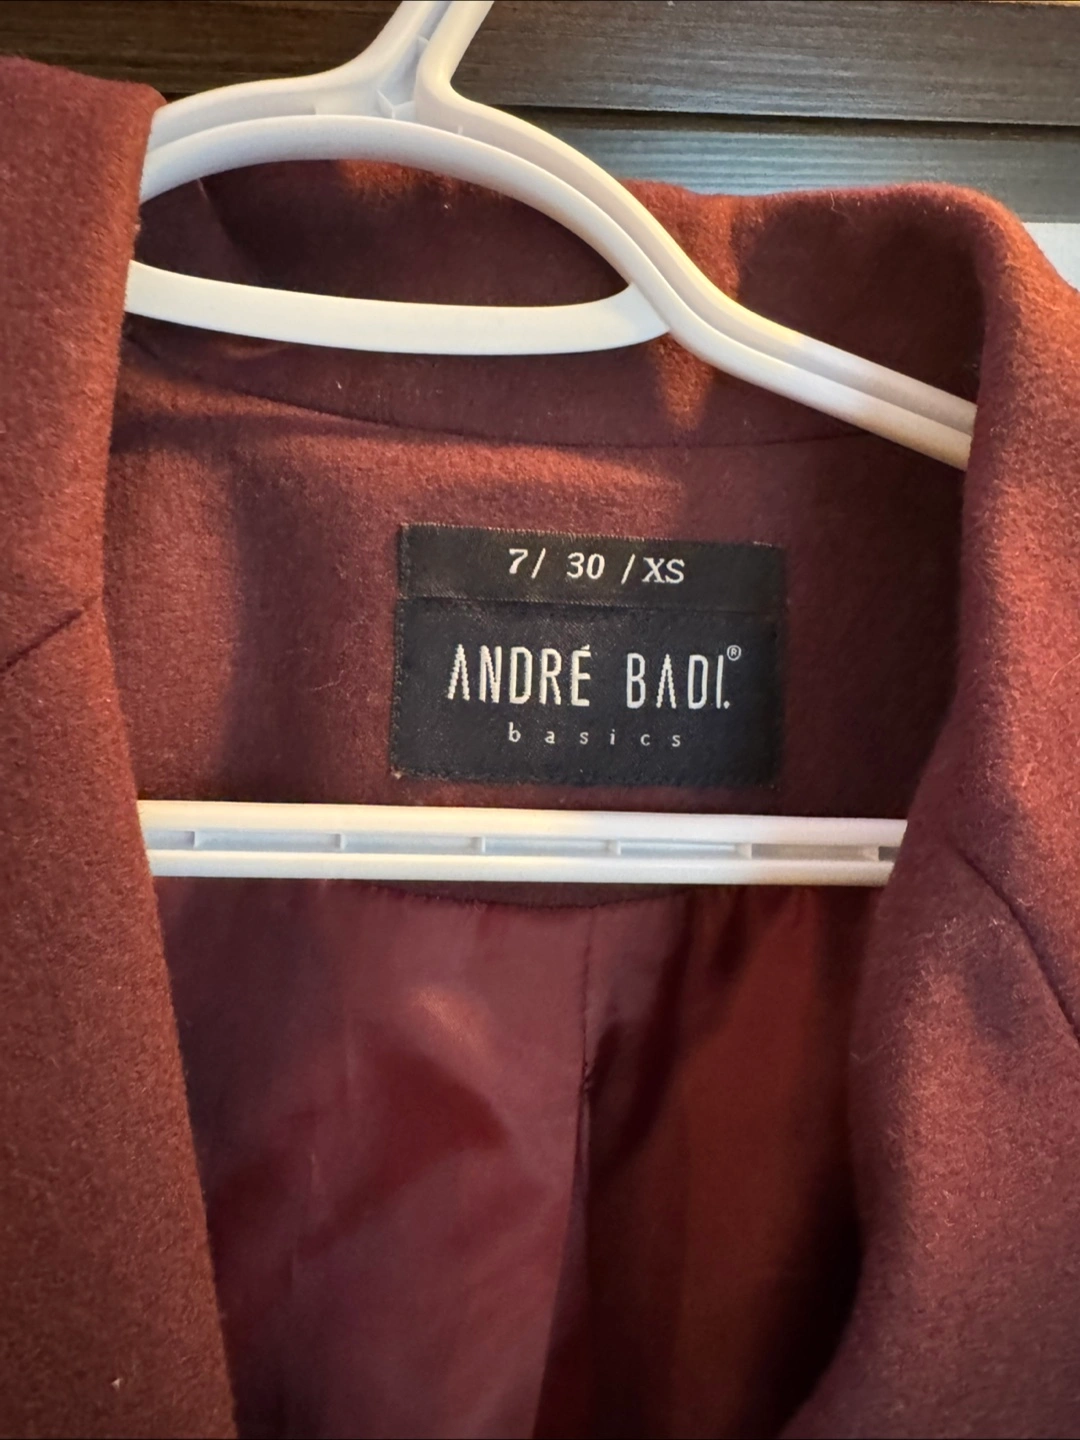 7/ 30 /XS
ANDRÉ BADI.®
basics